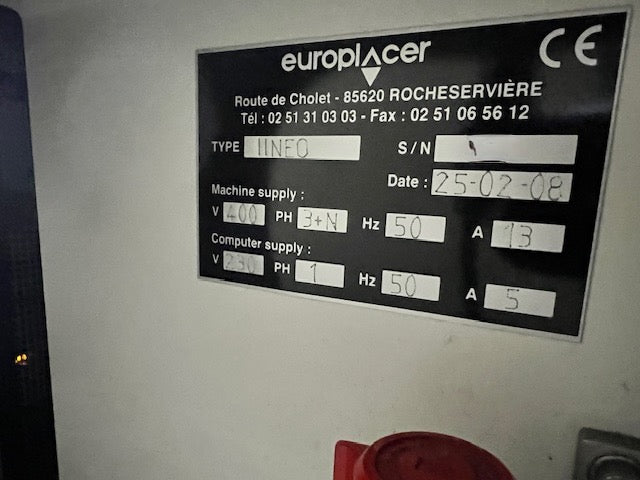 europlacer CE
Route de Cholet - 85620 ROCHESERVIÈRE
Tél : 02 51 31 03 03 - Fax : 02 51 06 56 12
TYPE IINEO S/N
Date : 25-02-08
Machine supply :
V 400 PH 3+N Hz 50 A 13
Computer supply :
V 230 PH 1 Hz 50 A 5